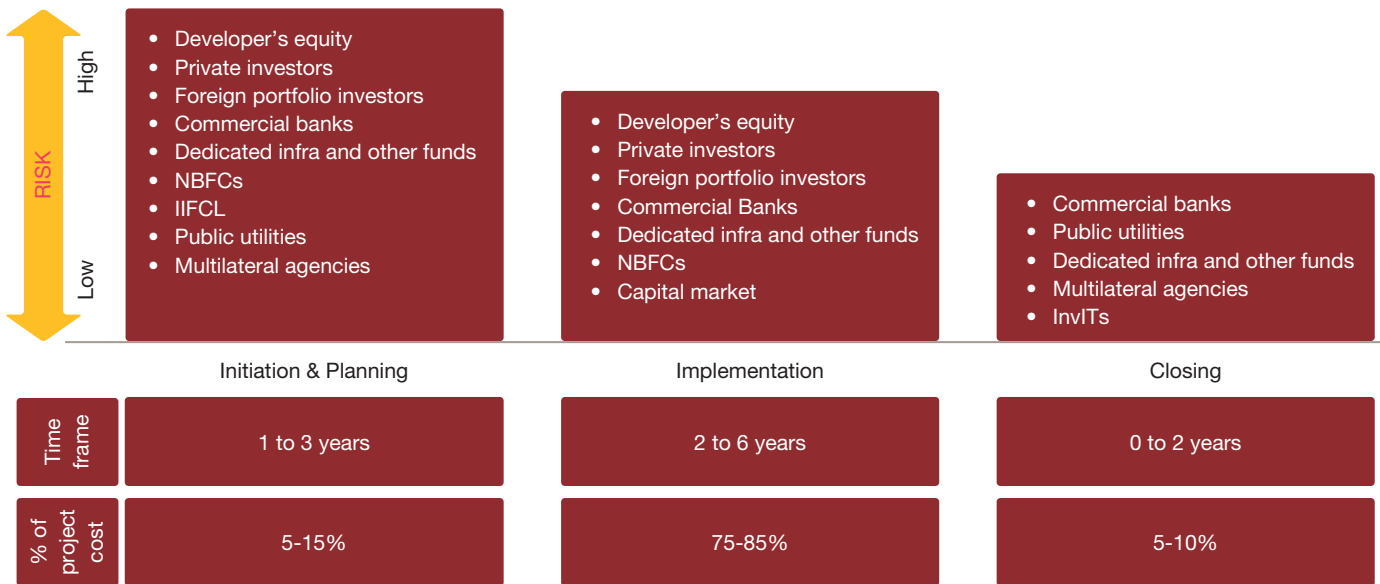 RISK
High
Low
• Developer's equity
• Private investors
• Foreign portfolio investors
• Commercial banks
• Dedicated infra and other funds
• NBFCs
• IIFCL
• Public utilities
• Multilateral agencies
• Developer's equity
• Private investors
• Foreign portfolio investors
• Commercial Banks
• Dedicated infra and other funds
• NBFCs
• Capital market
• Commercial banks
• Public utilities
• Dedicated infra and other funds
• Multilateral agencies
• InvITs
Initiation & Planning
Implementation
Closing
Time
frame
1 to 3 years
2 to 6 years
0 to 2 years
% of
project
cost
5-15%
75-85%
5-10%